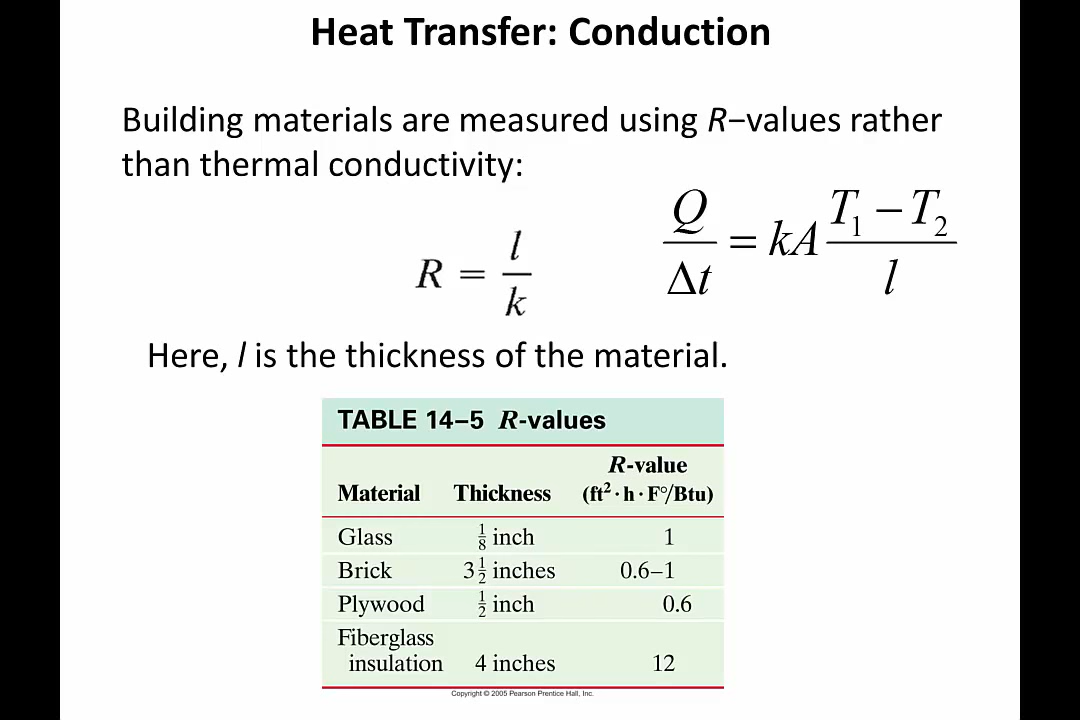 Heat Transfer: Conduction
Building materials are measured using R−values rather
than thermal conductivity:
R = l/k
Q/Δt = kA (T₁ − T₂)/l
Here, l is the thickness of the material.
TABLE 14–5 R-values
Material Thickness R-value (ft² · h · F°/Btu)
Glass 1/8 inch 1
Brick 3 1/2 inches 0.6–1
Plywood 1/2 inch 0.6
Fiberglass
insulation 4 inches 12
Copyright © 2005 Pearson Prentice Hall, Inc.